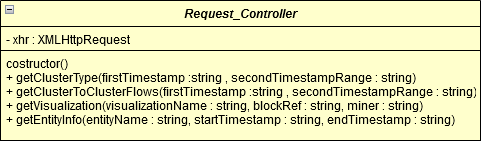 Request_Controller
- xhr : XMLHttpRequest
costructor()
+ getClusterType(firstTimestamp :string , secondTimestampRange : string)
+ getClusterToClusterFlows(firstTimestamp :string , secondTimestampRange : string)
+ getVisualization(visualizationName : string, blockRef : string, miner : string)
+ getEntityInfo(entityName : string, startTimestamp : string, endTimestamp : string)